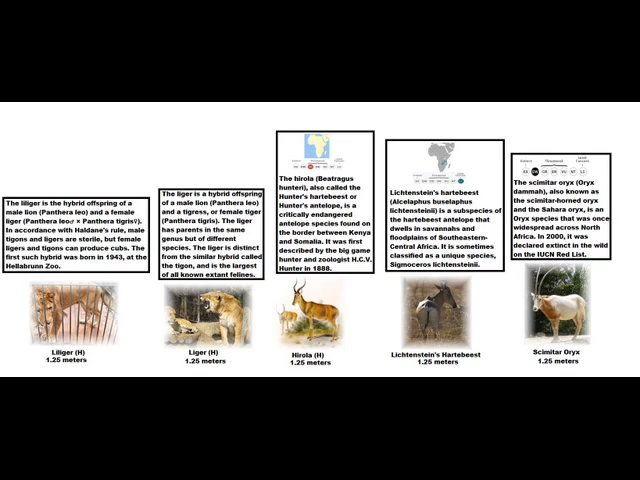 The liliger is the hybrid offspring of a
male lion (Panthera leo) and a female
liger (Panthera leo♂ × Panthera tigris♀).
In accordance with Haldane's rule, male
tigons and ligers are sterile, but female
ligers and tigons can produce cubs. The
first such hybrid was born in 1943, at the
Hellabrunn Zoo.
Liliger (H)
1.25 meters
The liger is a hybrid offspring
of a male lion (Panthera leo)
and a tigress, or female tiger
(Panthera tigris). The liger
has parents in the same
genus but of different
species. The liger is distinct
from the similar hybrid called
the tigon, and is the largest
of all known extant felines.
Liger (H)
1.25 meters
The hirola (Beatragus
hunteri), also called the
Hunter's hartebeest or
Hunter's antelope, is a
critically endangered
antelope species found on
the border between Kenya
and Somalia. It was first
described by the big game
hunter and zoologist H.C.V.
Hunter in 1888.
Hirola (H)
1.25 meters
Lichtenstein's hartebeest
(Alcelaphus buselaphus
lichtensteinii) is a subspecies of
the hartebeest antelope that
dwells in savannahs and
floodplains of Southeastern-
Central Africa. It is sometimes
classified as a unique species,
Sigmoceros lichtensteinii.
Lichtenstein's Hartebeest
1.25 meters
Extinct Threatened Least Concern
EX EW CR EN VU NT LC
The scimitar oryx (Oryx
dammah), also known as
the scimitar-horned oryx
and the Sahara oryx, is an
Oryx species that was once
widespread across North
Africa. In 2000, it was
declared extinct in the wild
on the IUCN Red List.
Scimitar Oryx
1.25 meters